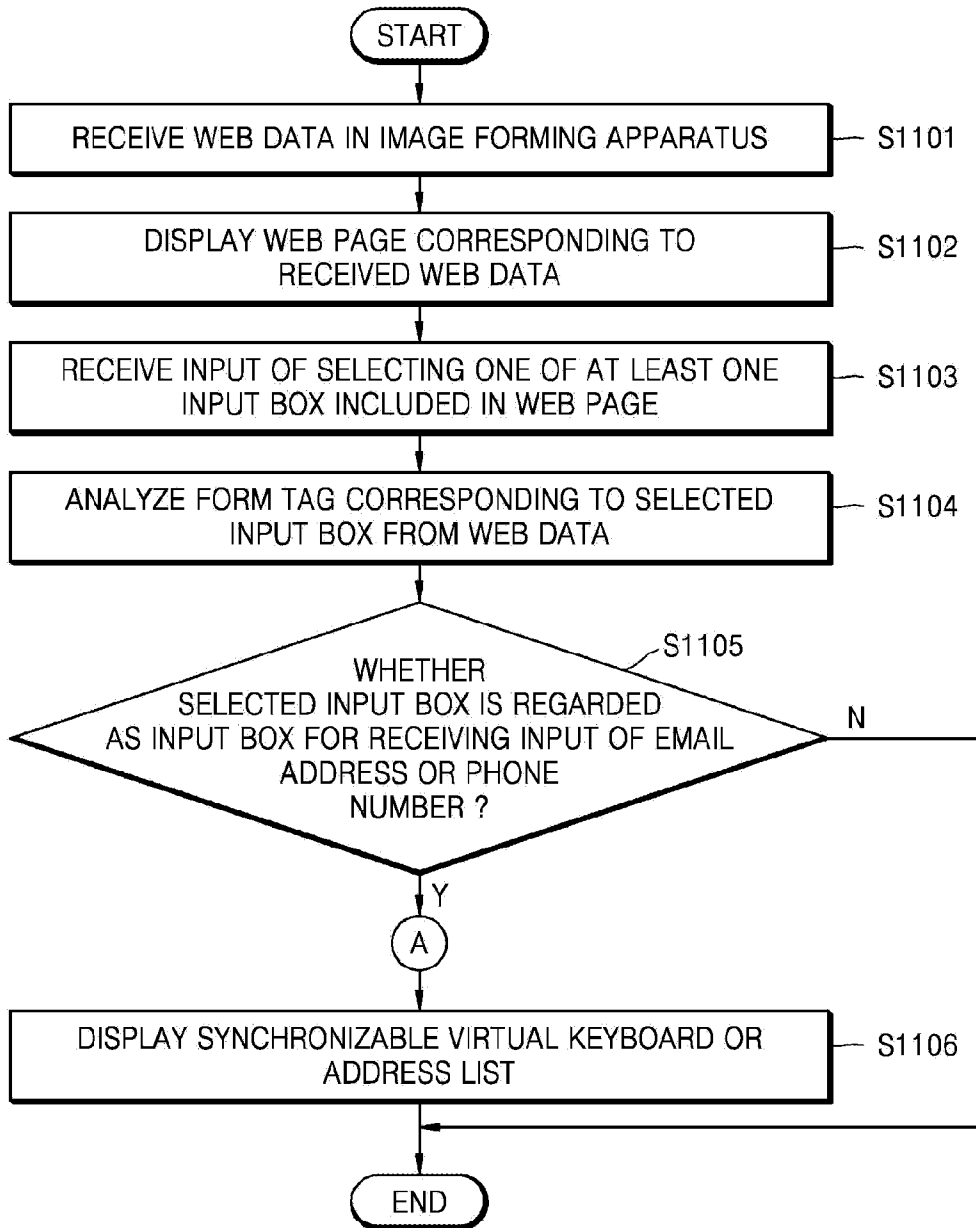 START
RECEIVE WEB DATA IN IMAGE FORMING APPARATUS
S1101
DISPLAY WEB PAGE CORRESPONDING TO
RECEIVED WEB DATA
S1102
RECEIVE INPUT OF SELECTING ONE OF AT LEAST ONE
INPUT BOX INCLUDED IN WEB PAGE
S1103
ANALYZE FORM TAG CORRESPONDING TO SELECTED
INPUT BOX FROM WEB DATA
S1104
S1105
WHETHER
SELECTED INPUT BOX IS REGARDED
AS INPUT BOX FOR RECEIVING INPUT OF EMAIL
ADDRESS OR PHONE
NUMBER ?
N
Y
A
DISPLAY SYNCHRONIZABLE VIRTUAL KEYBOARD OR
ADDRESS LIST
S1106
END